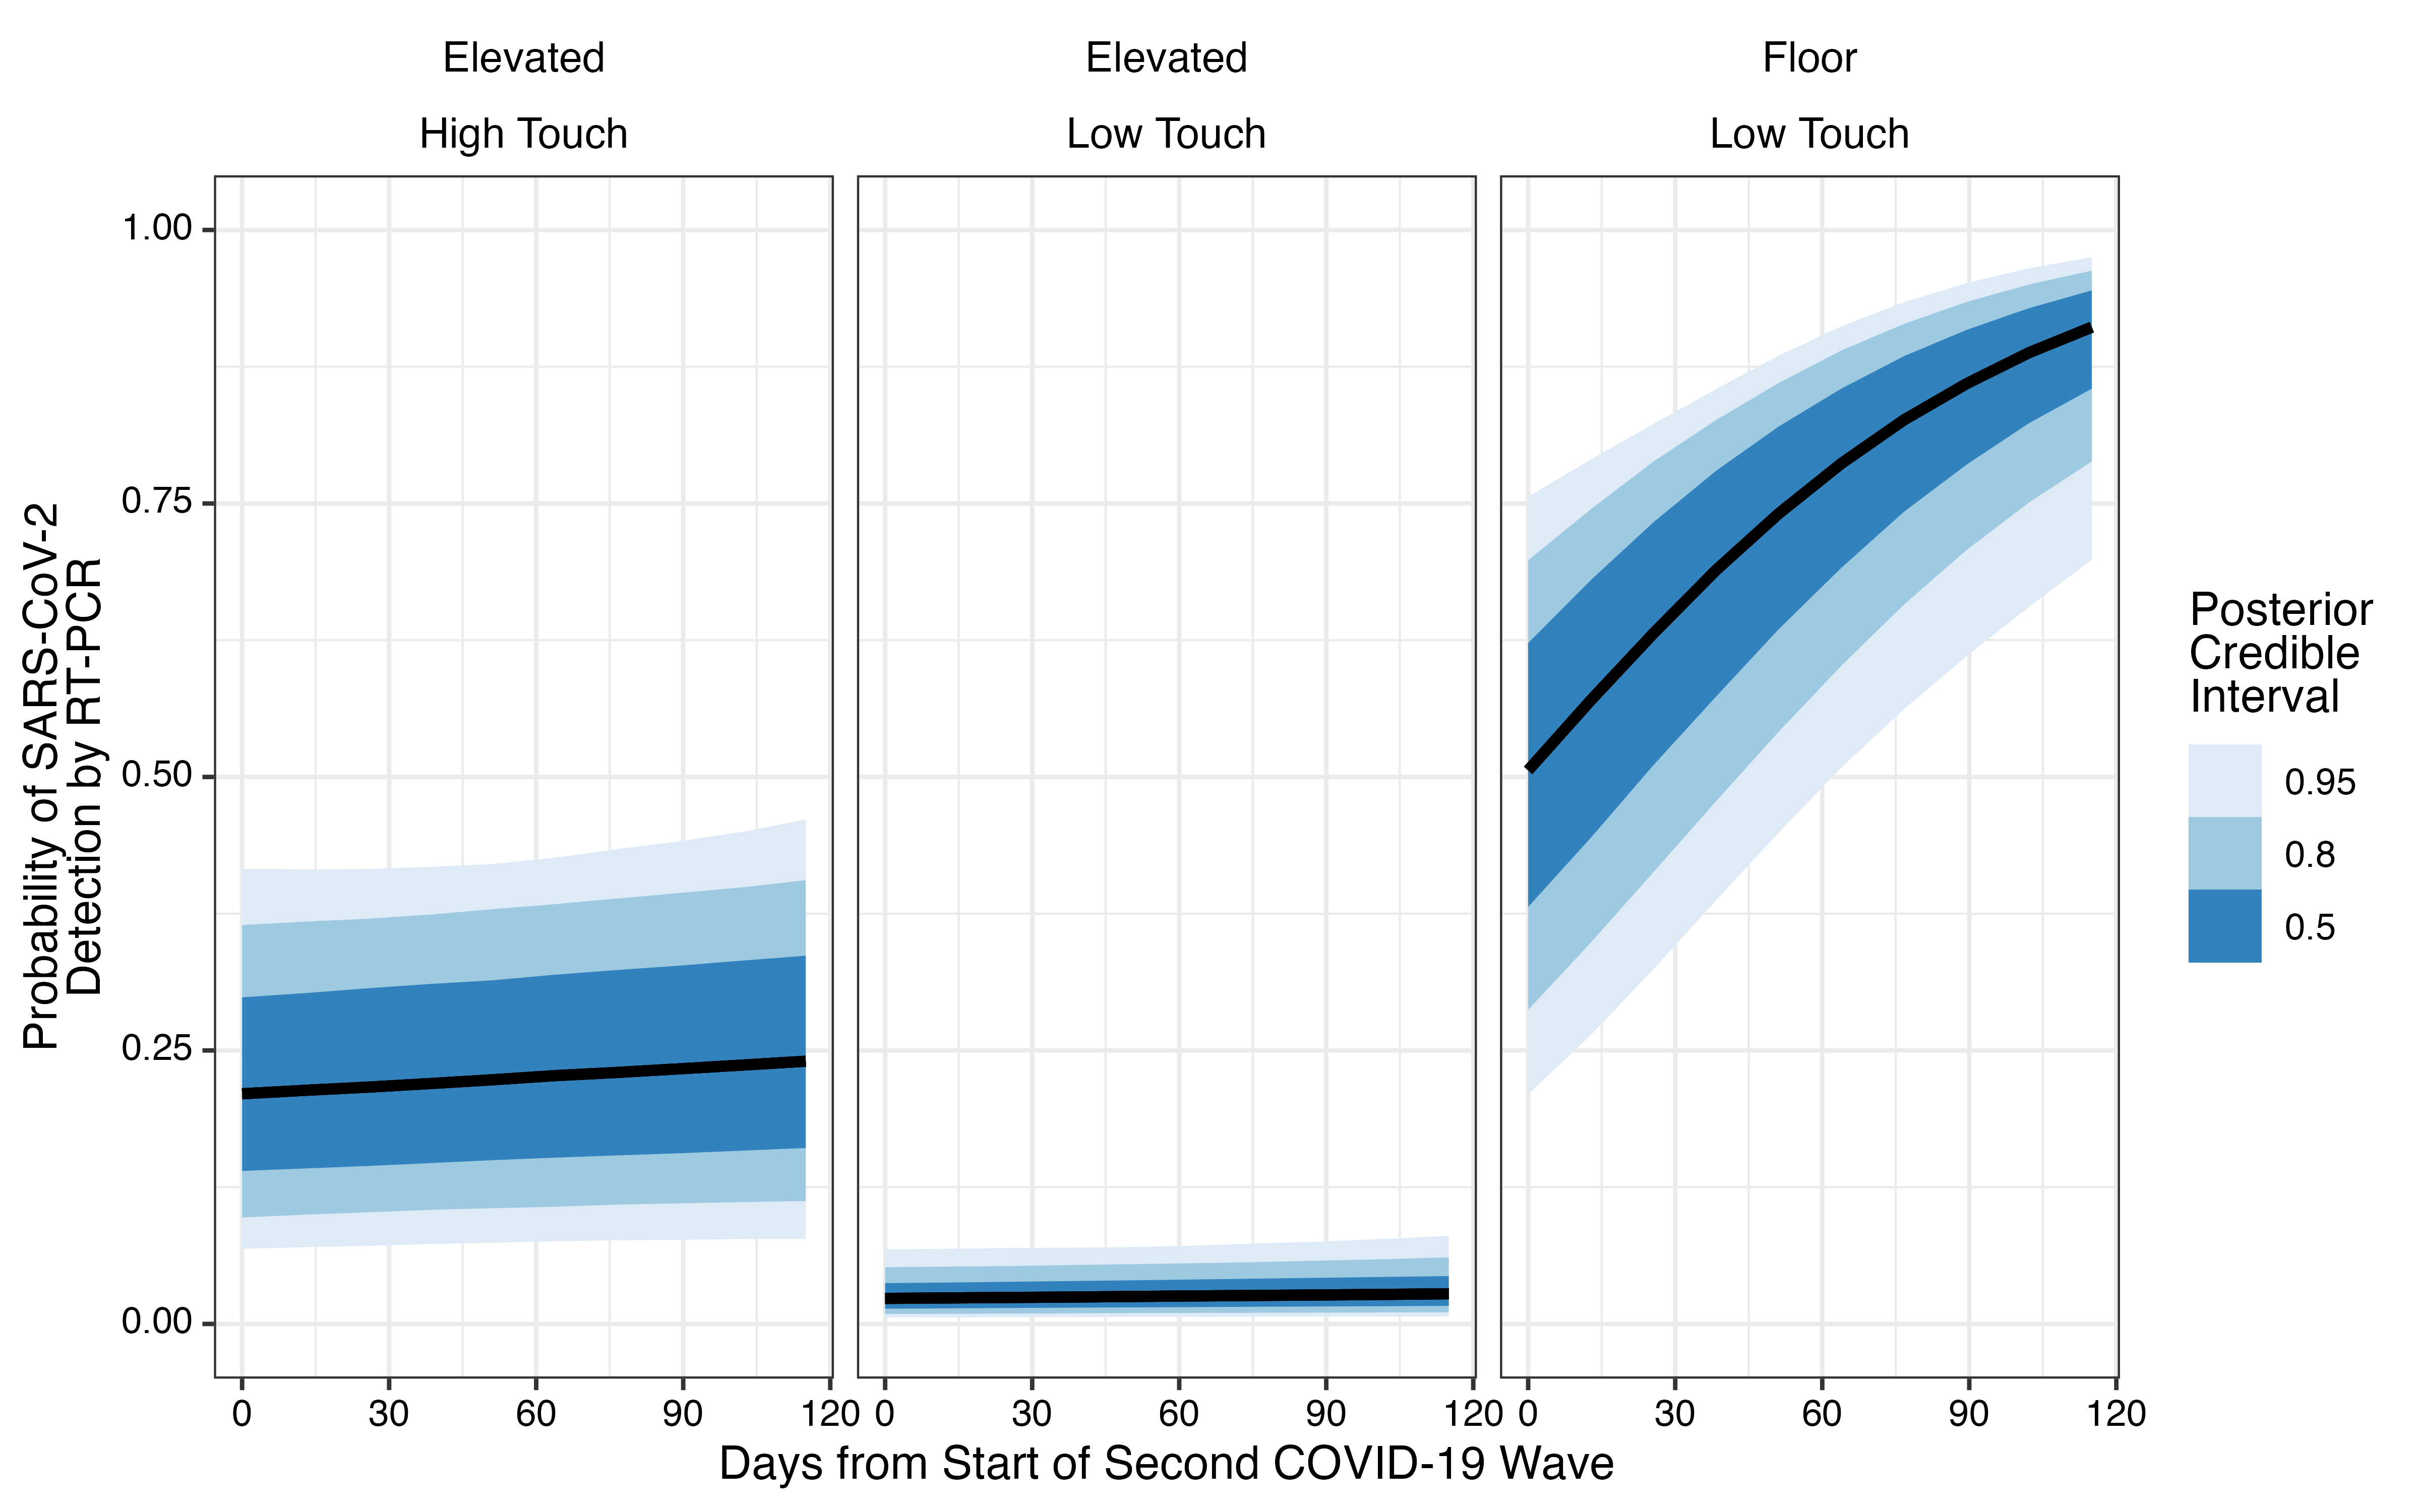 Elevated
High Touch
Elevated
Low Touch
Floor
Low Touch
Probability of SARS-CoV-2
Detection by RT-PCR
1.00
0.75
0.50
0.25
0.00
0 30 60 90 120
0 30 60 90 120
0 30 60 90 120
Days from Start of Second COVID-19 Wave
Posterior
Credible
Interval
0.95
0.8
0.5